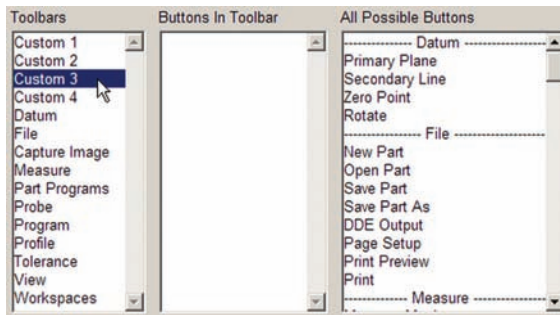 Toolbars
Custom 1
Custom 2
Custom 3
Custom 4
Datum
File
Capture Image
Measure
Part Programs
Probe
Program
Profile
Tolerance
View
Workspaces
Buttons In Toolbar
All Possible Buttons
--------------- Datum ---------------
Primary Plane
Secondary Line
Zero Point
Rotate
--------------- File ---------------
New Part
Open Part
Save Part
Save Part As
DDE Output
Page Setup
Print Preview
Print
------------ Measure --------------